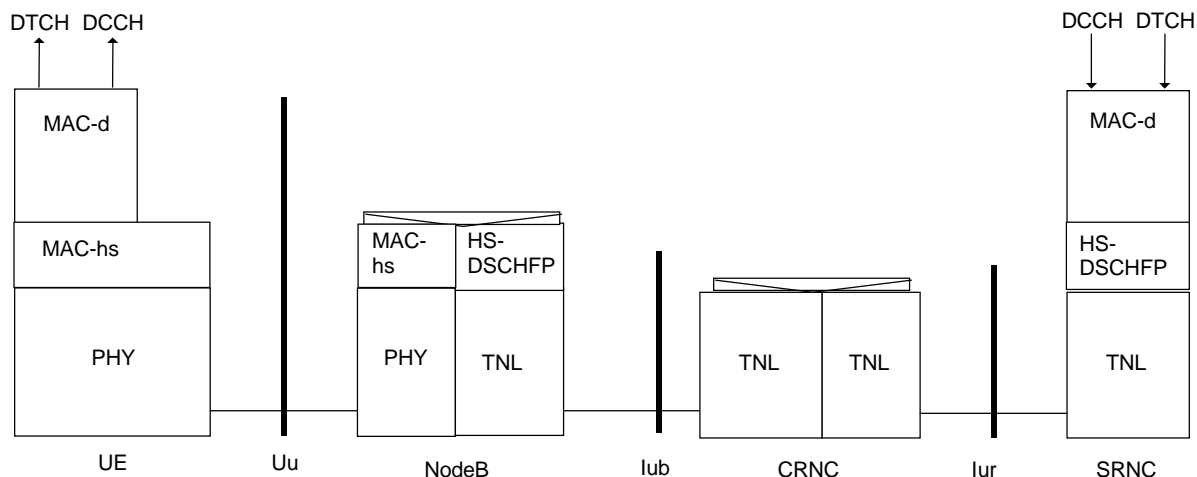 DTCH DCCH
DCCH DTCH
MAC-d
MAC-d
MAC-hs
MAC-
hs
HS-
DSCHFP
HS-
DSCHFP
PHY
PHY
TNL
TNL
TNL
TNL
UE
Uu
NodeB
Iub
CRNC
Iur
SRNC